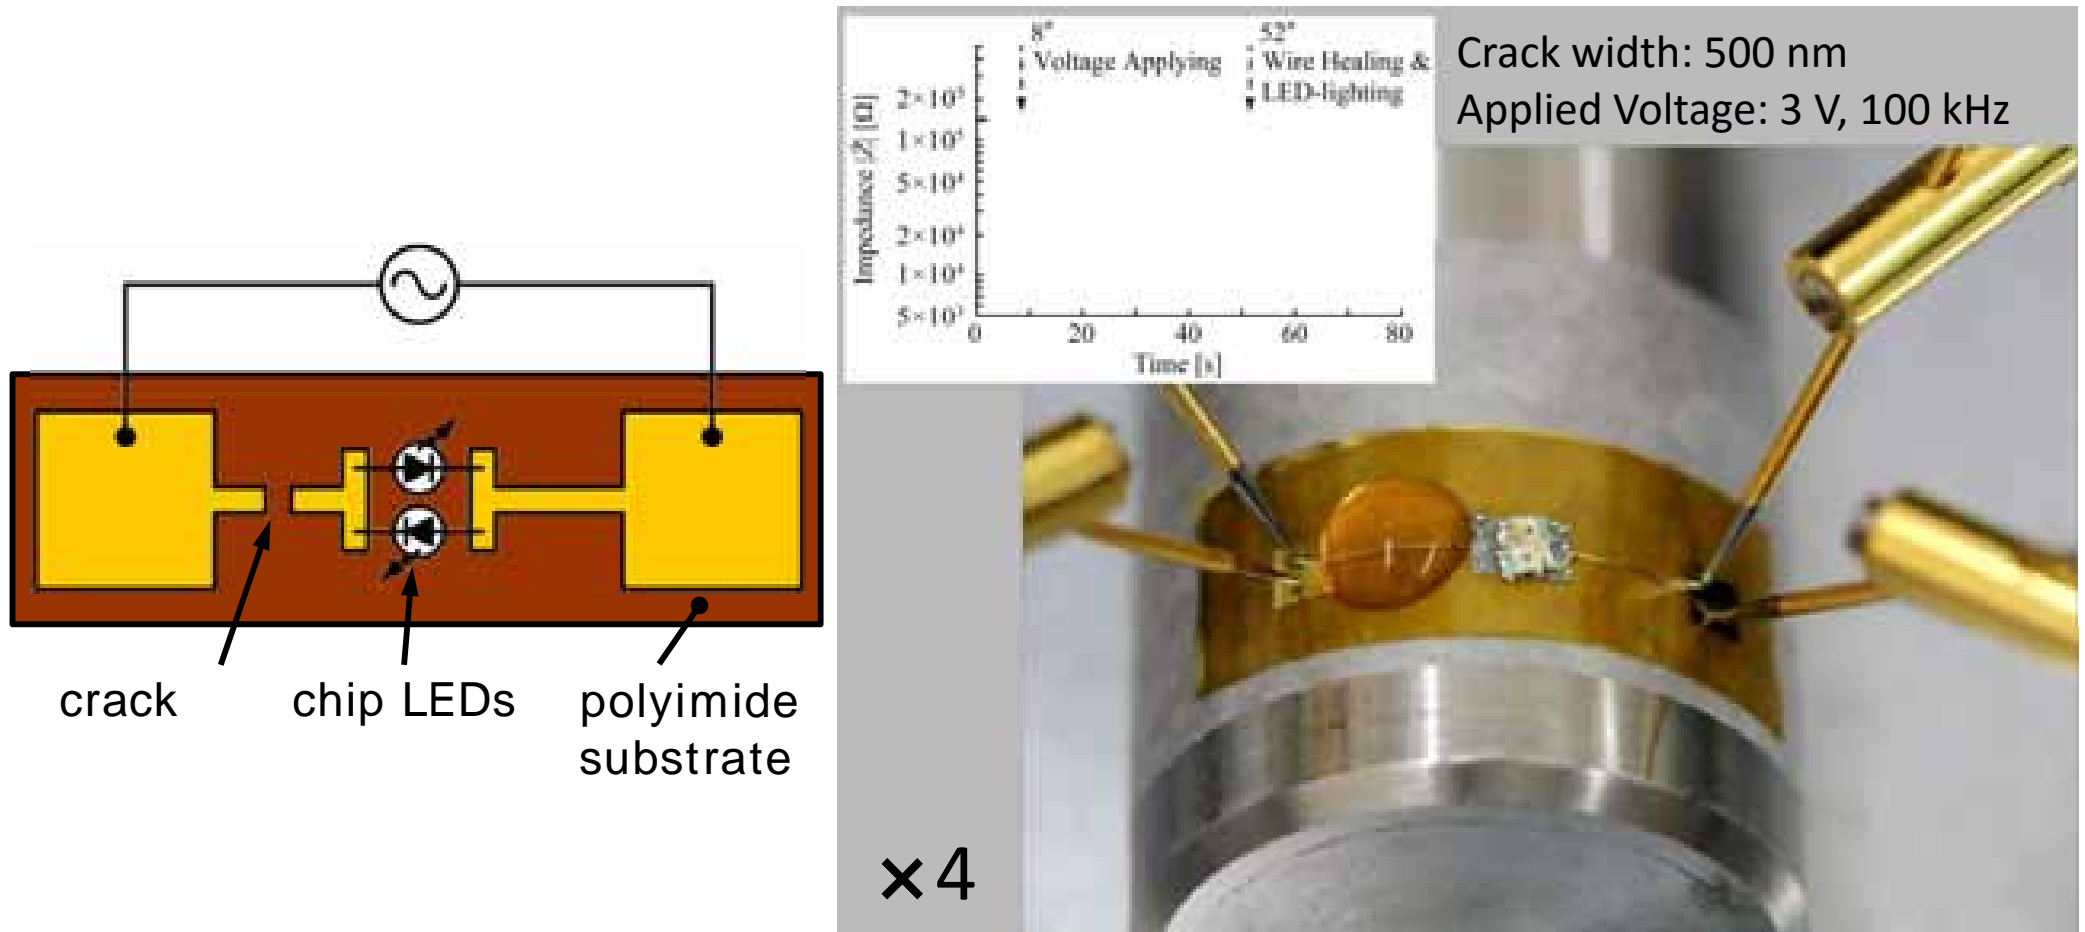 crack
chip LEDs
polyimide
substrate
8"
Voltage Applying
52"
Wire Healing &
LED-lighting
Impedance |Z| [Ω]
2×10⁵
1×10⁵
5×10⁴
2×10⁴
1×10⁴
5×10³
0
20
40
60
80
Time [s]
Crack width: 500 nm
Applied Voltage: 3 V, 100 kHz
×4